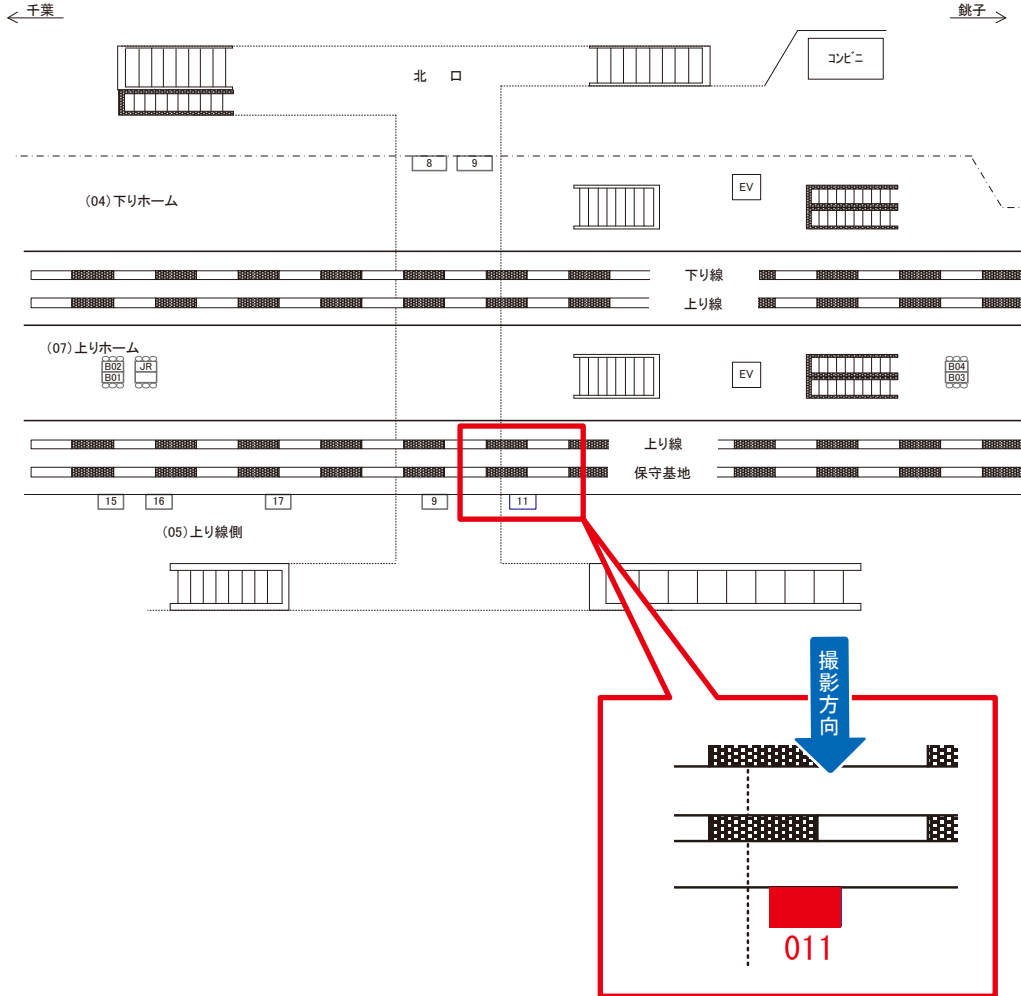 千葉
銚子
北 口
コンビニ
8
9
(04)下りホーム
EV
下り線
上り線
(07)上りホーム
B02
B01
JR
EV
B04
B03
上り線
保守基地
15
16
17
9
11
(05)上り線側
撮影方向
011